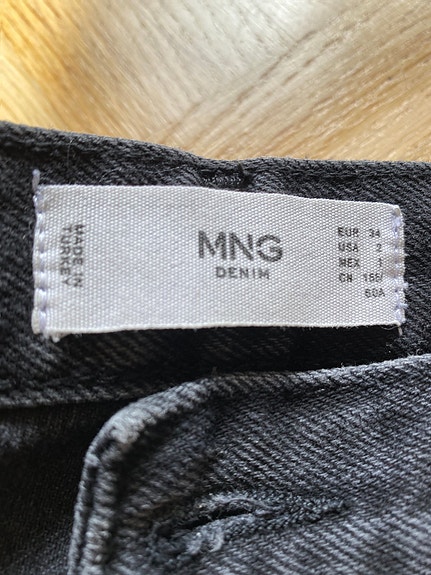 MADE IN
TURKEY
MNG
DENIM
EUR 34
USA 2
MEX 1
CN 155/
60A